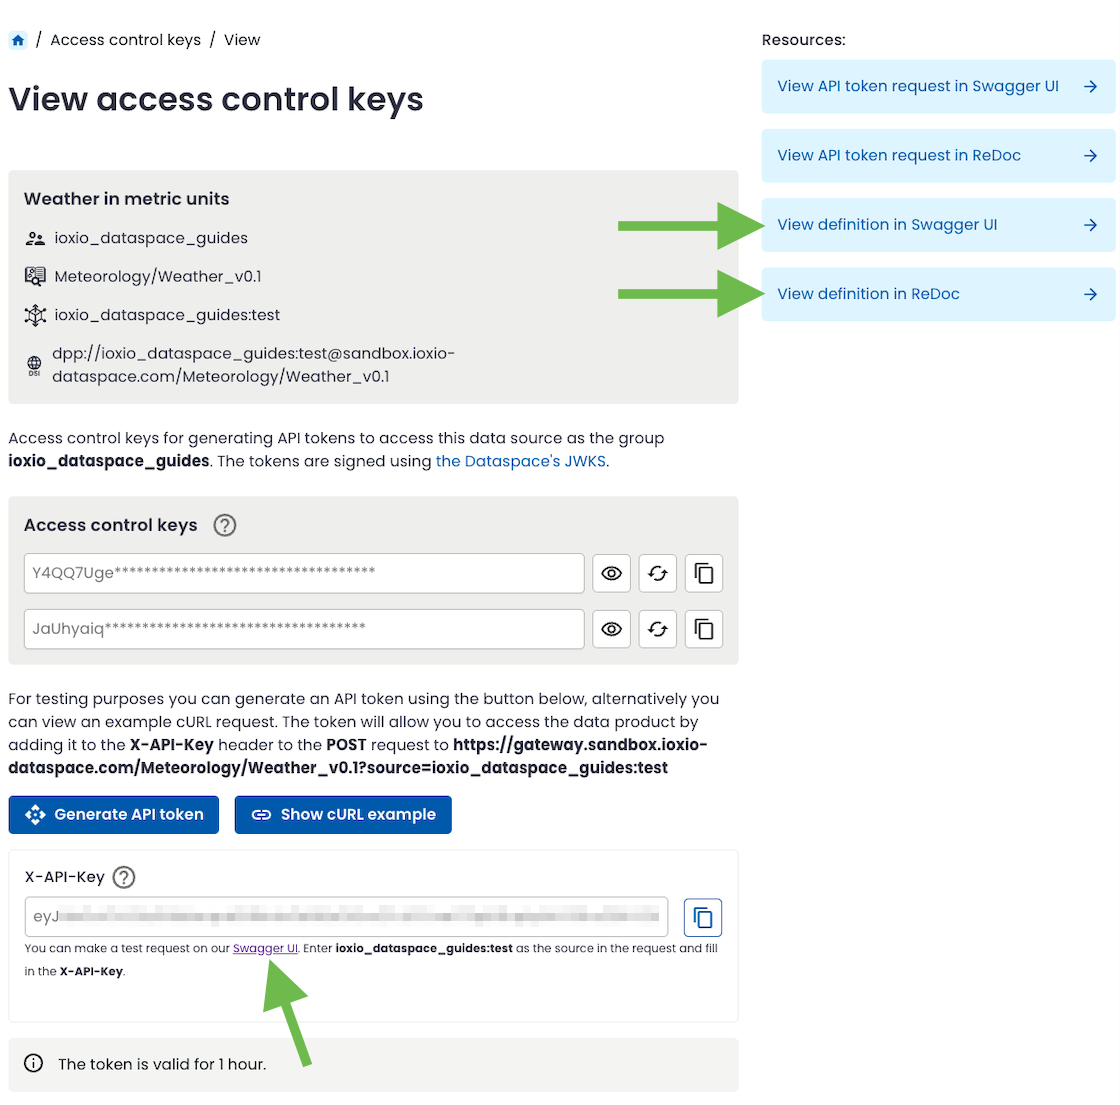 / Access control keys / View
View access control keys
Weather in metric units
ioxio_dataspace_guides
Meteorology/Weather_v0.1
ioxio_dataspace_guides:test
DSI
dpp://ioxio_dataspace_guides:test@sandbox.ioxio-
dataspace.com/Meteorology/Weather_v0.1
Access control keys for generating API tokens to access this data source as the group
ioxio_dataspace_guides. The tokens are signed using the Dataspace's JWKS.
Access control keys ?
Y4QQ7Uge***********************************
JaUhyaiq***********************************
For testing purposes you can generate an API token using the button below, alternatively you
can view an example cURL request. The token will allow you to access the data product by
adding it to the X-API-Key header to the POST request to https://gateway.sandbox.ioxio-
dataspace.com/Meteorology/Weather_v0.1?source=ioxio_dataspace_guides:test
Generate API token
Show cURL example
X-API-Key ?
eyJ
You can make a test request on our Swagger UI. Enter ioxio_dataspace_guides:test as the source in the request and fill
in the X-API-Key.
The token is valid for 1 hour.
Resources:
View API token request in Swagger UI
View API token request in ReDoc
View definition in Swagger UI
View definition in ReDoc